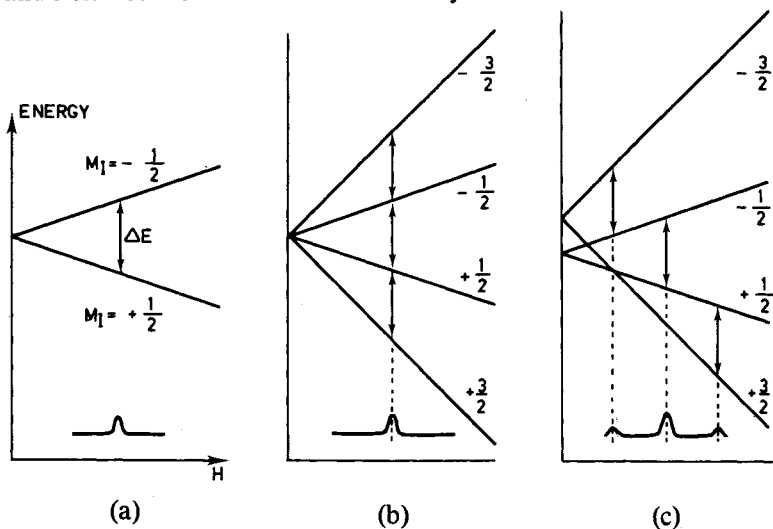 ENERGY
M_I = - 1/2
ΔE
M_I = + 1/2
H
(a)
- 3/2
- 1/2
+ 1/2
+ 3/2
(b)
- 3/2
- 1/2
+ 1/2
+ 3/2
(c)